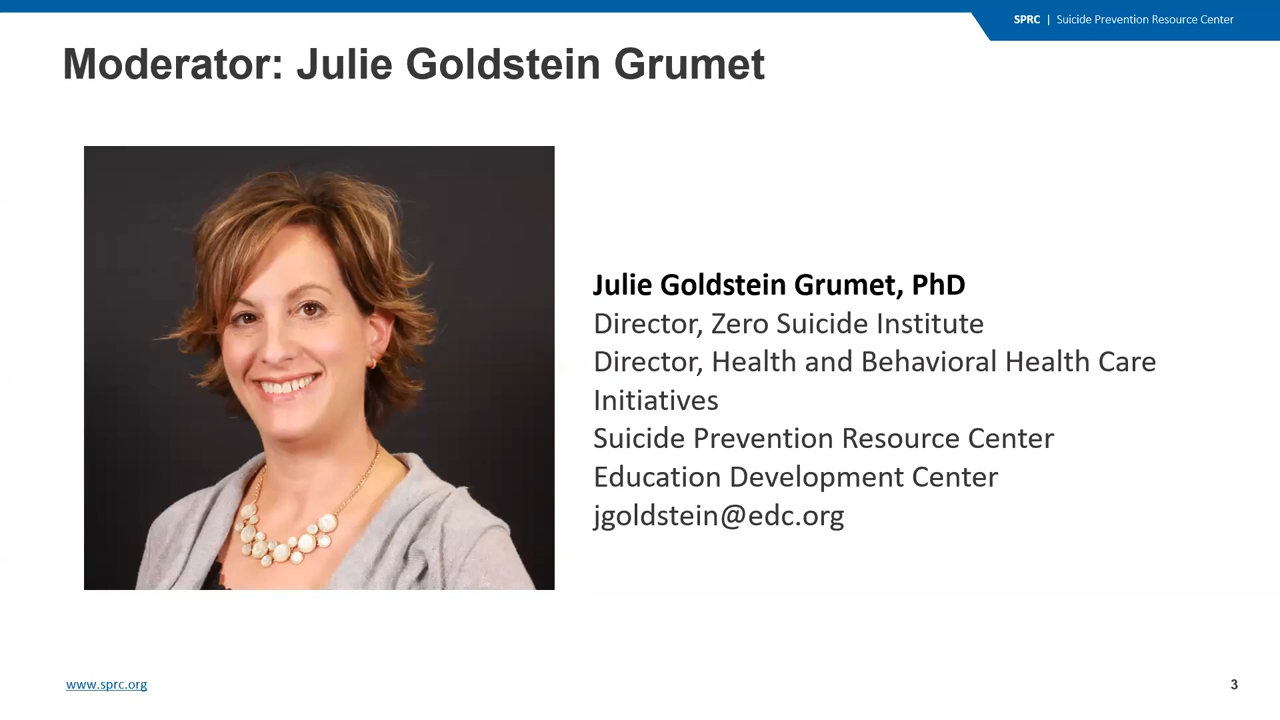 SPRC | Suicide Prevention Resource Center
Moderator: Julie Goldstein Grumet
Julie Goldstein Grumet, PhD
Director, Zero Suicide Institute
Director, Health and Behavioral Health Care
Initiatives
Suicide Prevention Resource Center
Education Development Center
jgoldstein@edc.org
www.sprc.org
3